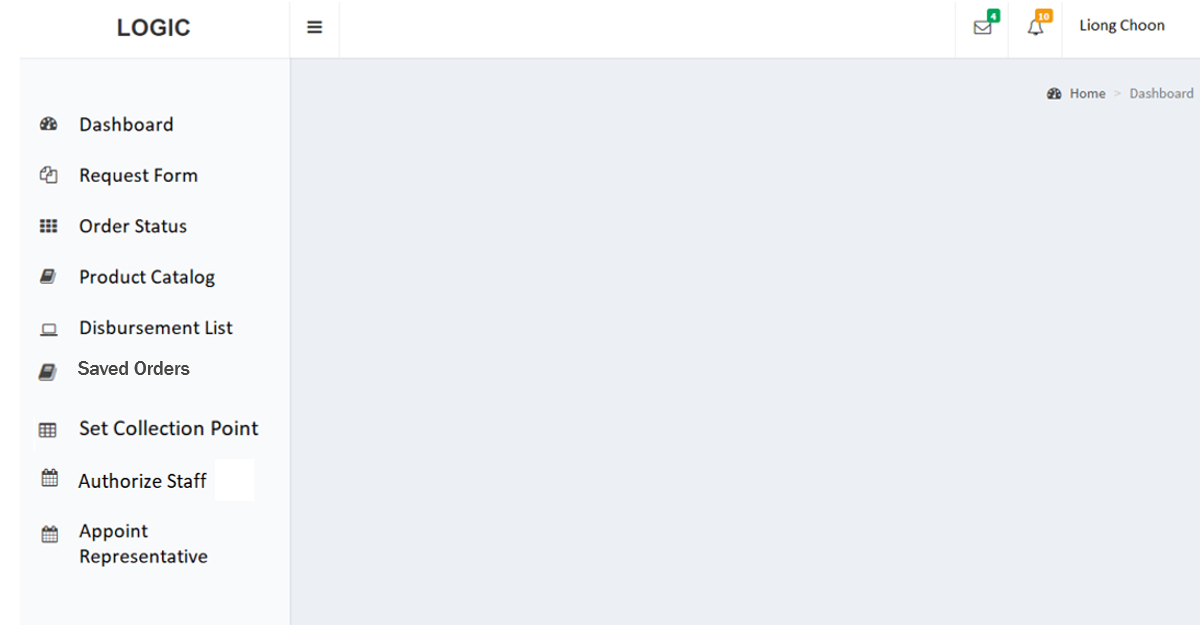 LOGIC
4
10
Liong Choon
Home > Dashboard
Dashboard
Request Form
Order Status
Product Catalog
Disbursement List
Saved Orders
Set Collection Point
Authorize Staff
Appoint
Representative